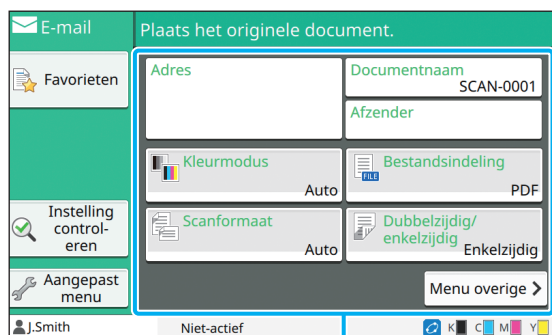 E-mail
Plaats het originele document.
Favorieten
Instelling
control-
eren
Aangepast
menu
Adres
Documentnaam
SCAN-0001
Afzender
Kleurmodus
Auto
FILE
Bestandsindeling
PDF
Scanformaat
Auto
Dubbelzijdig/
enkelzijdig
Enkelzijdig
Menu overige
J.Smith
Niet-actief
K C M Y